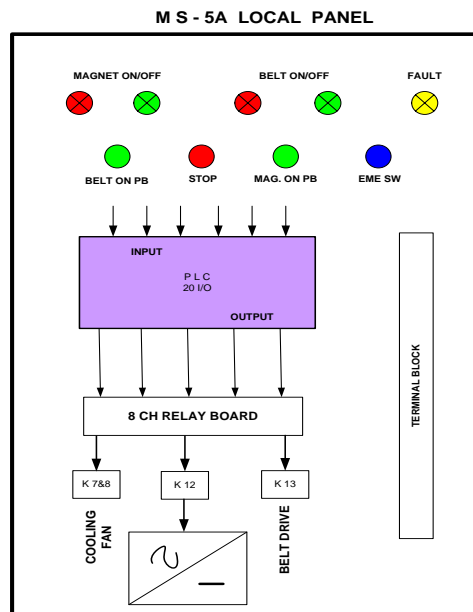 M S - 5A LOCAL PANEL
MAGNET ON/OFF
BELT ON/OFF
FAULT
BELT ON PB
STOP
MAG. ON PB
EME SW
INPUT
P L C
20 I/O
OUTPUT
TERMINAL BLOCK
8 CH RELAY BOARD
K 7&8
K 12
K 13
COOLING
FAN
BELT DRIVE